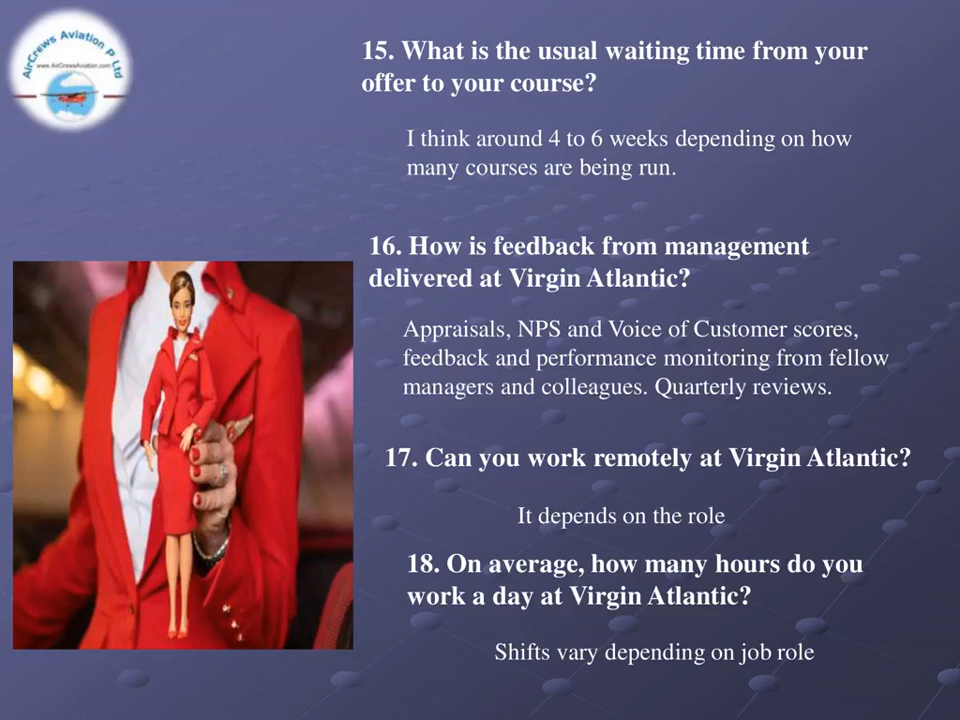 AirCrews Aviation P Ltd
www.AirCrewsAviation.com
15. What is the usual waiting time from your
offer to your course?
I think around 4 to 6 weeks depending on how
many courses are being run.
16. How is feedback from management
delivered at Virgin Atlantic?
Appraisals, NPS and Voice of Customer scores,
feedback and performance monitoring from fellow
managers and colleagues. Quarterly reviews.
17. Can you work remotely at Virgin Atlantic?
It depends on the role
18. On average, how many hours do you
work a day at Virgin Atlantic?
Shifts vary depending on job role